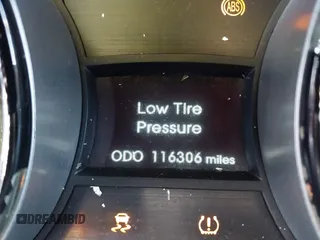 ABS
Low Tire
Pressure
ODO 116306 miles
DREAMBID